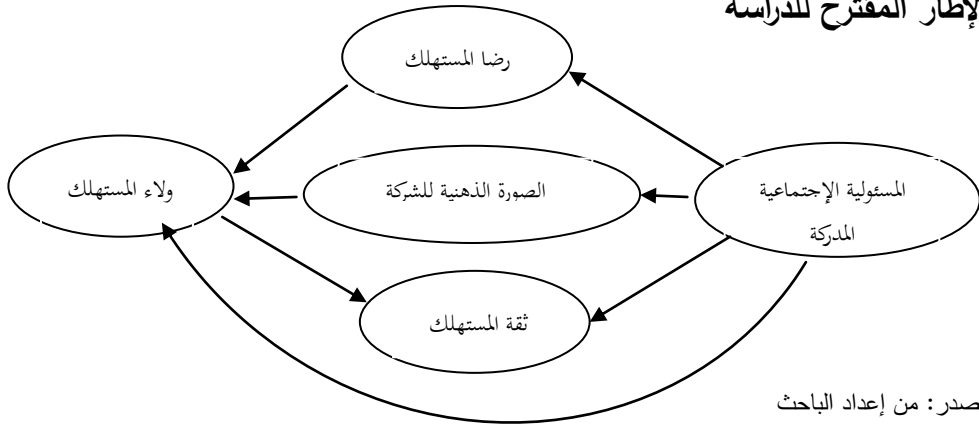 لإطار المقترح للدراسة
رضا المستهلك
المسئولية الإجتماعية
المدركة
الصورة الذهنية للشركة
ولاء المستهلك
ثقة المستهلك
صدر: من إعداد الباحث